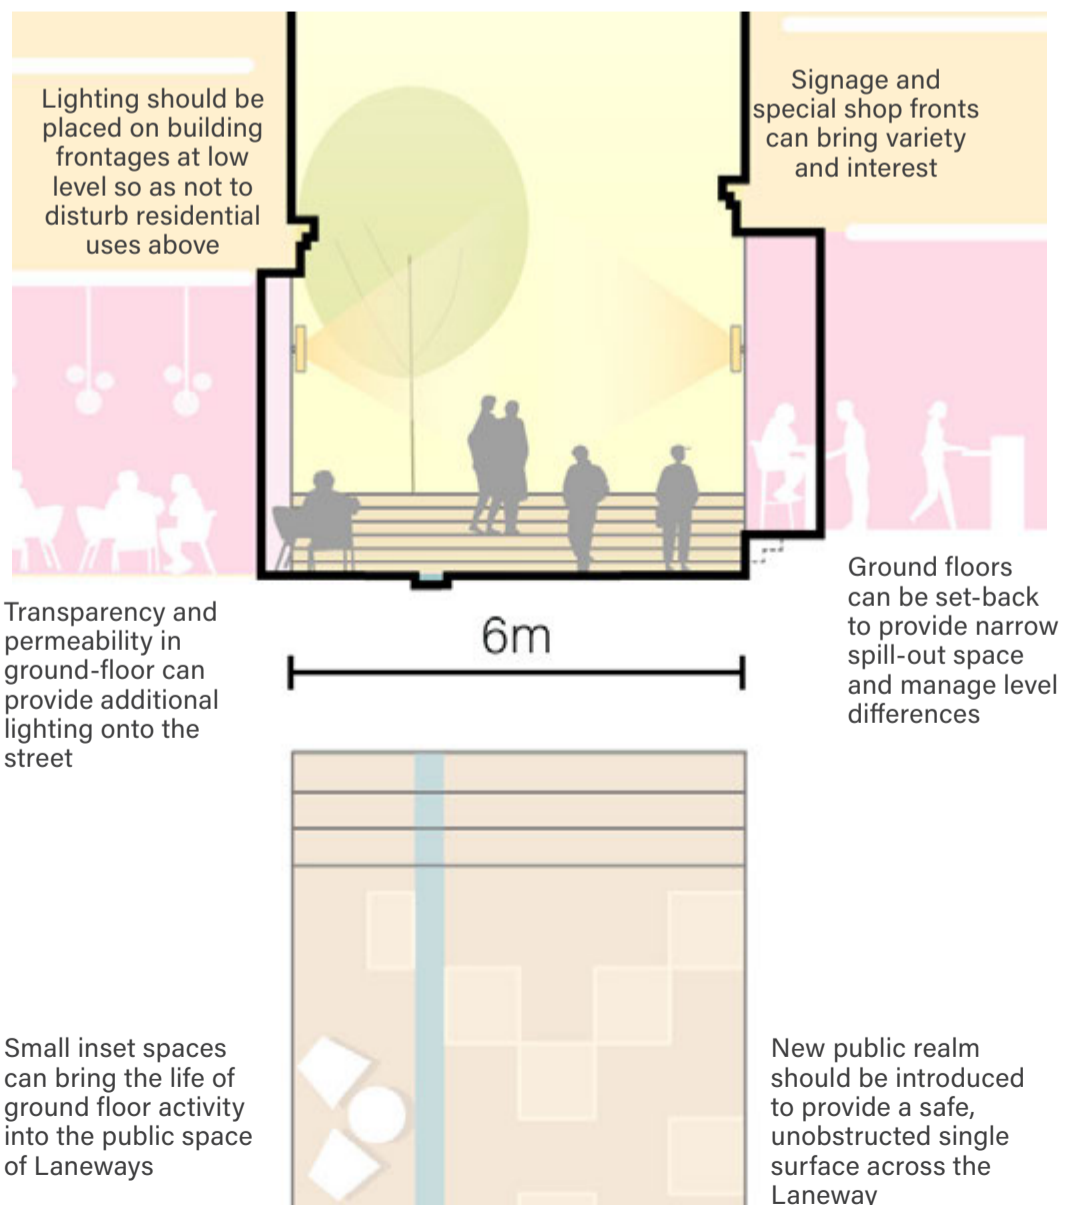 Lighting should be
placed on building
frontages at low
level so as not to
disturb residential
uses above
Signage and
special shop fronts
can bring variety
and interest
Transparency and
permeability in
ground-floor can
provide additional
lighting onto the
street
6m
Ground floors
can be set-back
to provide narrow
spill-out space
and manage level
differences
Small inset spaces
can bring the life of
ground floor activity
into the public space
of Laneways
New public realm
should be introduced
to provide a safe,
unobstructed single
surface across the
Laneway